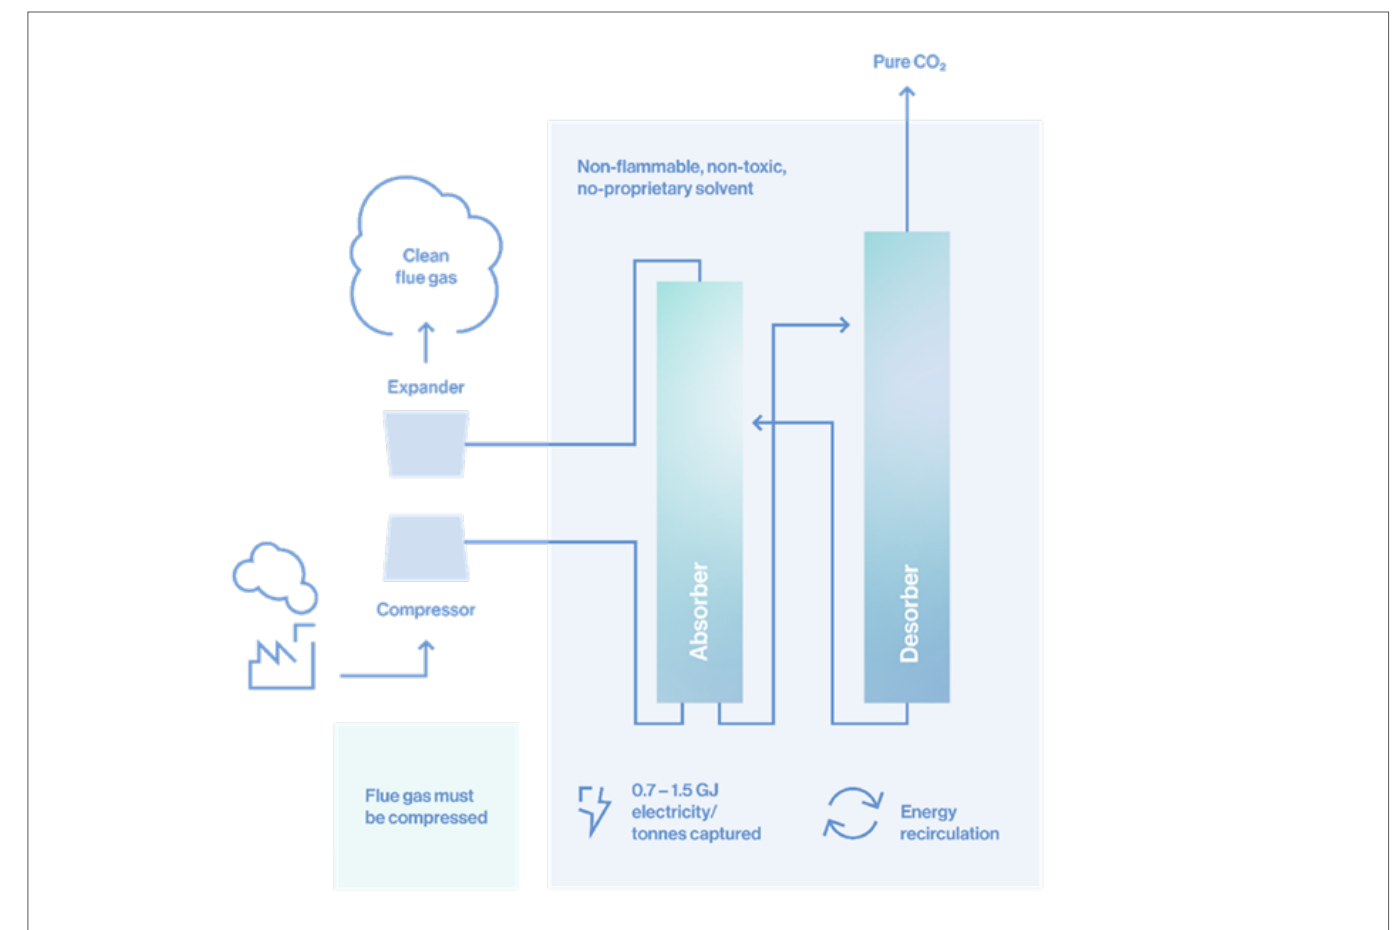 Pure CO₂
Non-flammable, non-toxic,
no-proprietary solvent
Clean
flue gas
Expander
Compressor
Absorber
Desorber
Flue gas must
be compressed
0.7 – 1.5 GJ
electricity/
tonnes captured
Energy
recirculation